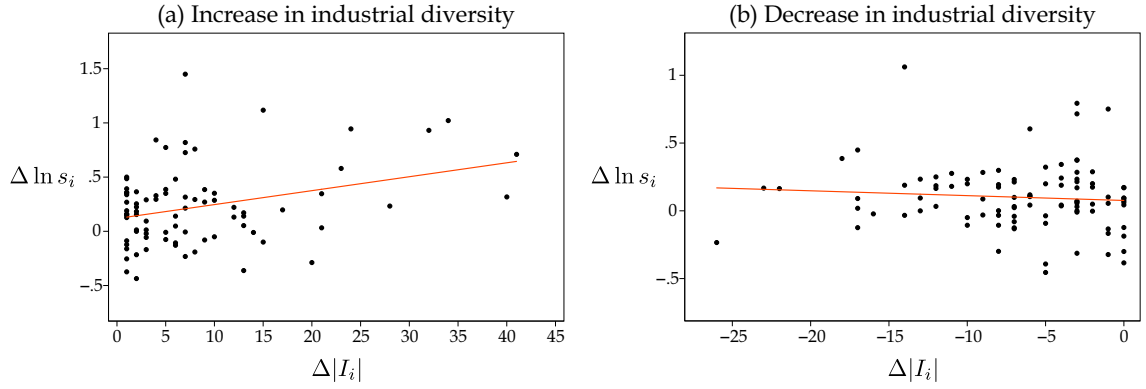 (a) Increase in industrial diversity
1.5
1
.5
0
−.5
Δ ln s_i
0 5 10 15 20 25 30 35 40 45
Δ|I_i|
(b) Decrease in industrial diversity
1
.5
0
−.5
Δ ln s_i
−25 −20 −15 −10 −5 0
Δ|I_i|